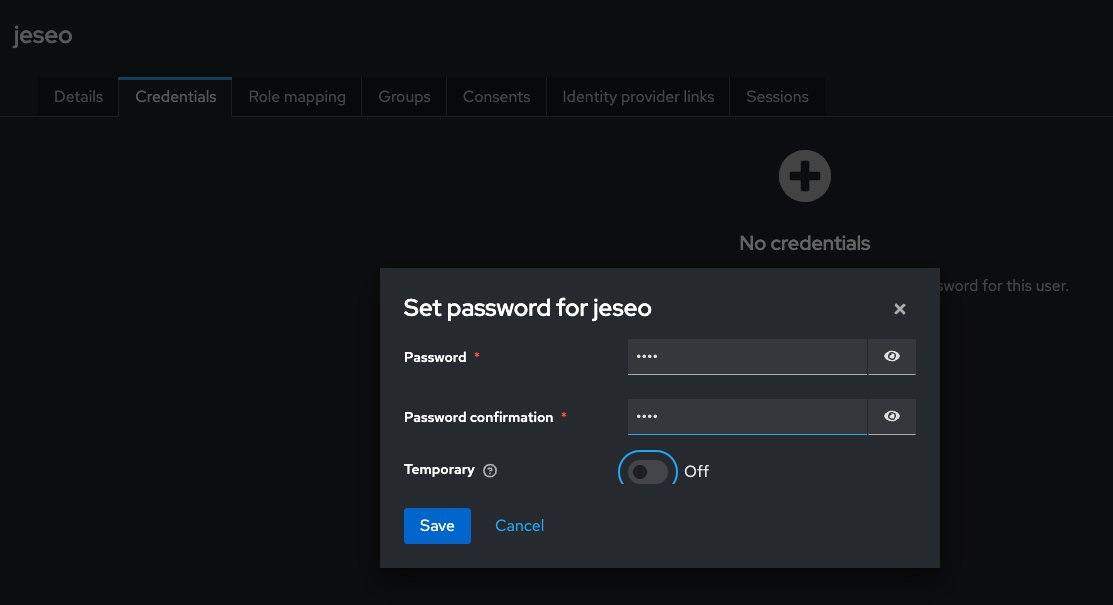 jeseo
Details Credentials Role mapping Groups Consents Identity provider links Sessions
No credentials
sword for this user.
Set password for jeseo
Password *
••••
Password confirmation *
••••
Temporary Off
Save Cancel